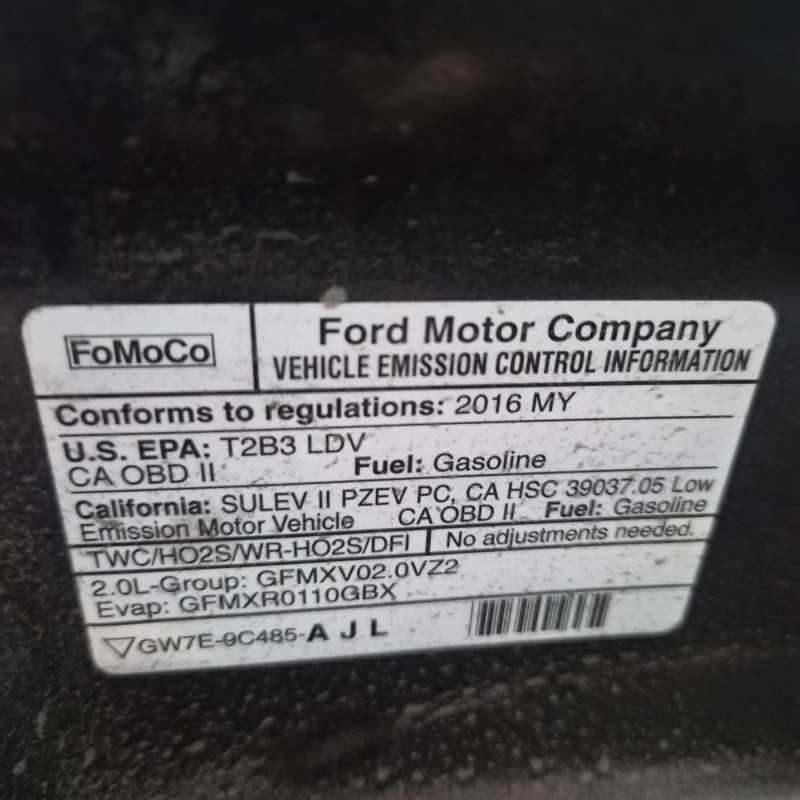 FoMoCo
Ford Motor Company
VEHICLE EMISSION CONTROL INFORMATION
Conforms to regulations: 2016 MY
U.S. EPA: T2B3 LDV
CA OBD II Fuel: Gasoline
California: SULEV II PZEV PC, CA HSC 39037.05 Low
Emission Motor Vehicle CA OBD II Fuel: Gasoline
TWC/HO2S/WR-HO2S/DFI No adjustments needed.
2.0L-Group: GFMXV02.0VZ2
Evap: GFMXR0110GBX
GW7E-9C485-A J L